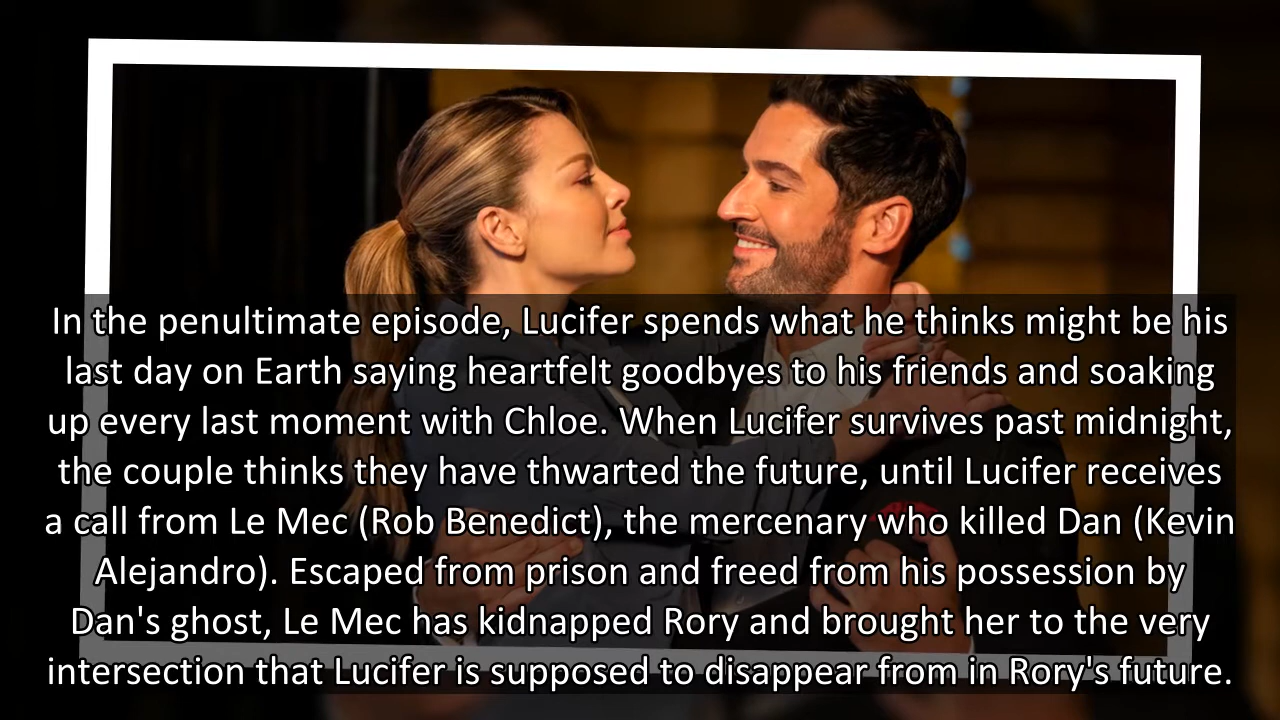 In the penultimate episode, Lucifer spends what he thinks might be his
last day on Earth saying heartfelt goodbyes to his friends and soaking
up every last moment with Chloe. When Lucifer survives past midnight,
the couple thinks they have thwarted the future, until Lucifer receives
a call from Le Mec (Rob Benedict), the mercenary who killed Dan (Kevin
Alejandro). Escaped from prison and freed from his possession by
Dan's ghost, Le Mec has kidnapped Rory and brought her to the very
intersection that Lucifer is supposed to disappear from in Rory's future.